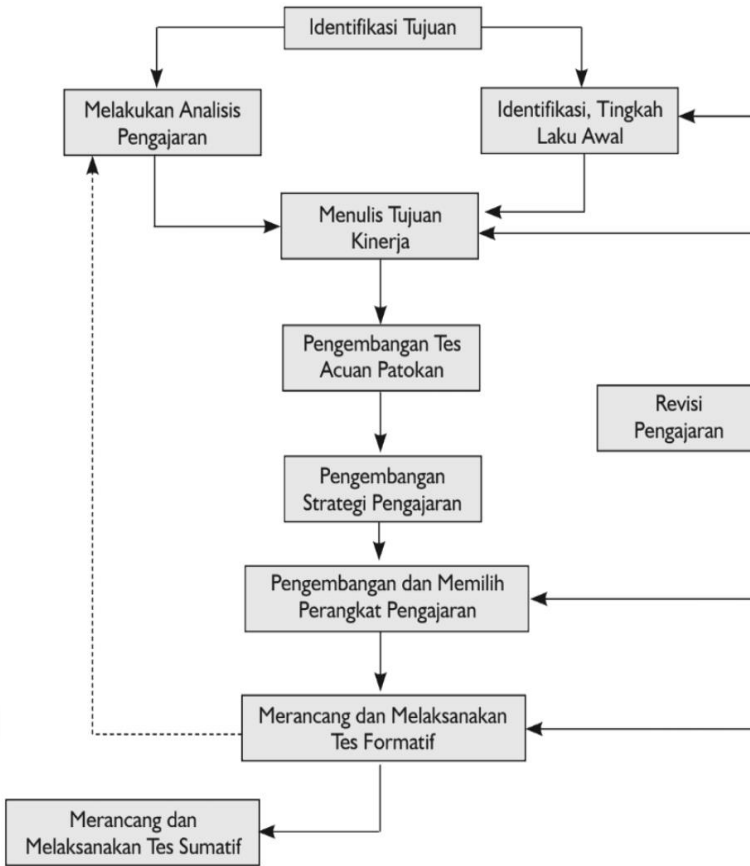 Identifikasi Tujuan
Melakukan Analisis
Pengajaran
Identifikasi, Tingkah
Laku Awal
Menulis Tujuan
Kinerja
Pengembangan Tes
Acuan Patokan
Revisi
Pengajaran
Pengembangan
Strategi Pengajaran
Pengembangan dan Memilih
Perangkat Pengajaran
Merancang dan Melaksanakan
Tes Formatif
Merancang dan
Melaksanakan Tes Sumatif